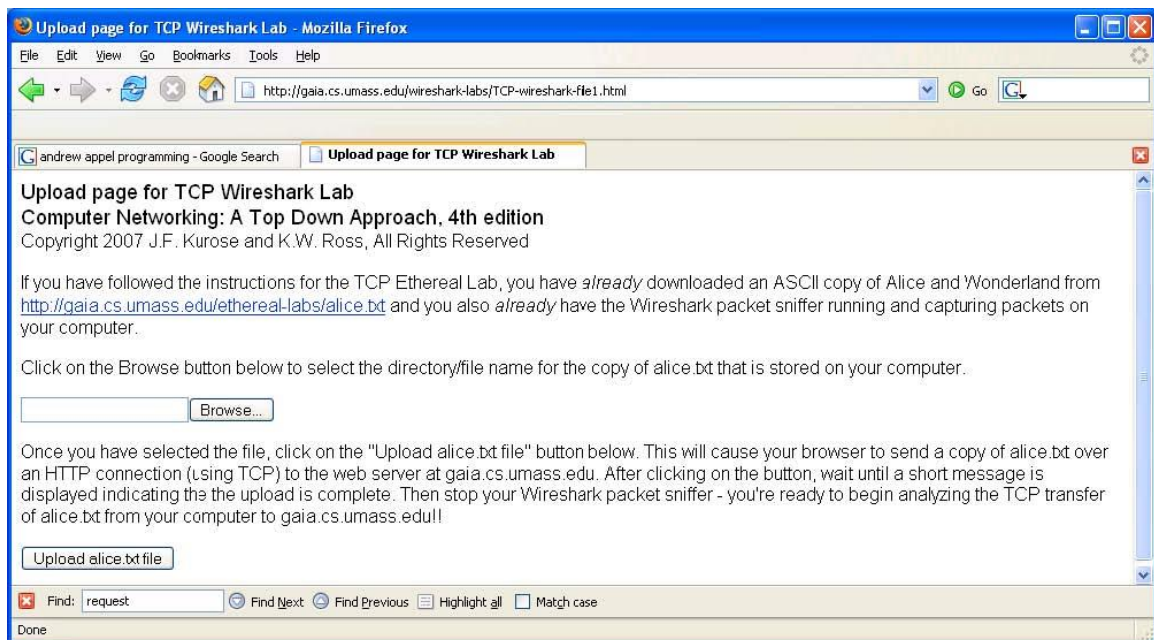 Upload page for TCP Wireshark Lab - Mozilla Firefox
File Edit View Go Bookmarks Tools Help
http://gaia.cs.umass.edu/wireshark-labs/TCP-wireshark-file1.html Go G
G andrew appel programming - Google Search Upload page for TCP Wireshark Lab
Upload page for TCP Wireshark Lab
Computer Networking: A Top Down Approach, 4th edition
Copyright 2007 J.F. Kurose and K.W. Ross, All Rights Reserved
If you have followed the instructions for the TCP Ethereal Lab, you have already downloaded an ASCII copy of Alice and Wonderland from
http://gaia.cs.umass.edu/ethereal-labs/alice.txt and you also already have the Wireshark packet sniffer running and capturing packets on
your computer.
Click on the Browse button below to select the directory/file name for the copy of alice.txt that is stored on your computer.
Browse...
Once you have selected the file, click on the "Upload alice.txt file" button below. This will cause your browser to send a copy of alice.txt over
an HTTP connection (using TCP) to the web server at gaia.cs.umass.edu. After clicking on the button, wait until a short message is
displayed indicating the the upload is complete. Then stop your Wireshark packet sniffer - you're ready to begin analyzing the TCP transfer
of alice.txt from your computer to gaia.cs.umass.edu!!
Upload alice.txt file
Find: request Find Next Find Previous Highlight all Match case
Done